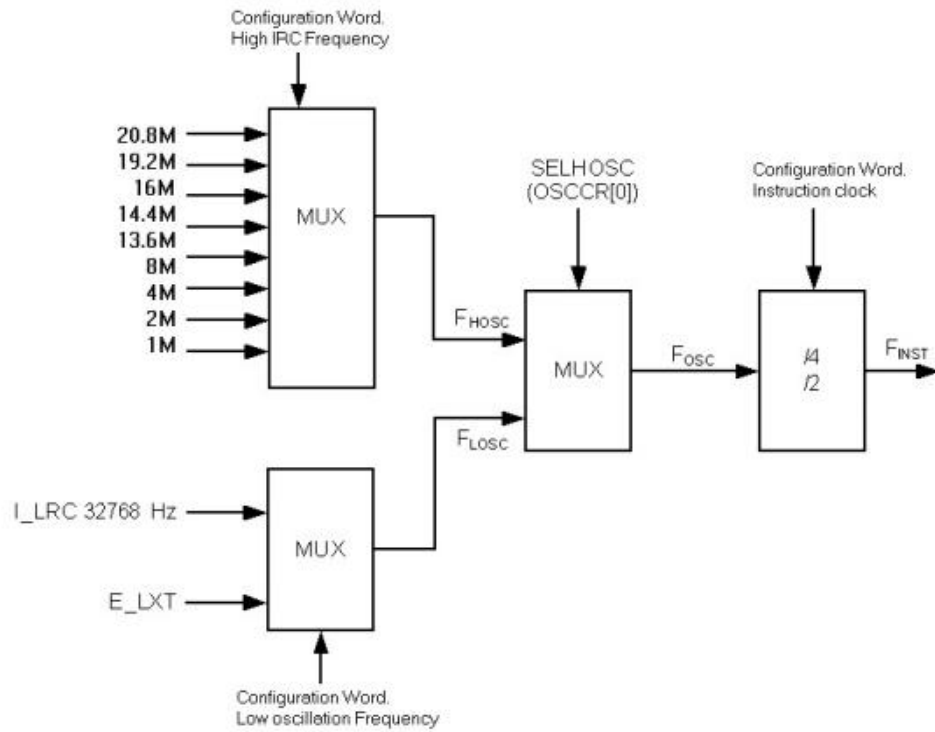 Configuration Word.
High IRC Frequency
20.8M
19.2M
16M
14.4M
13.6M
8M
4M
2M
1M
MUX
SELHOSC
(OSCCR[0])
Configuration Word.
Instruction clock
FHOSC
MUX
FOSC
/4
/2
FINST
FLOSC
I_LRC 32768 Hz
E_LXT
MUX
Configuration Word.
Low oscillation Frequency